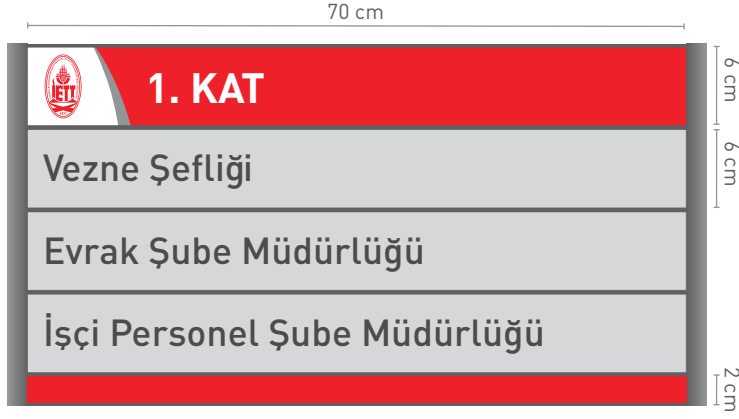 70 cm
İETT
1. KAT
6 cm
Vezne Şefliği
6 cm
Evrak Şube Müdürlüğü
İşçi Personel Şube Müdürlüğü
2 cm